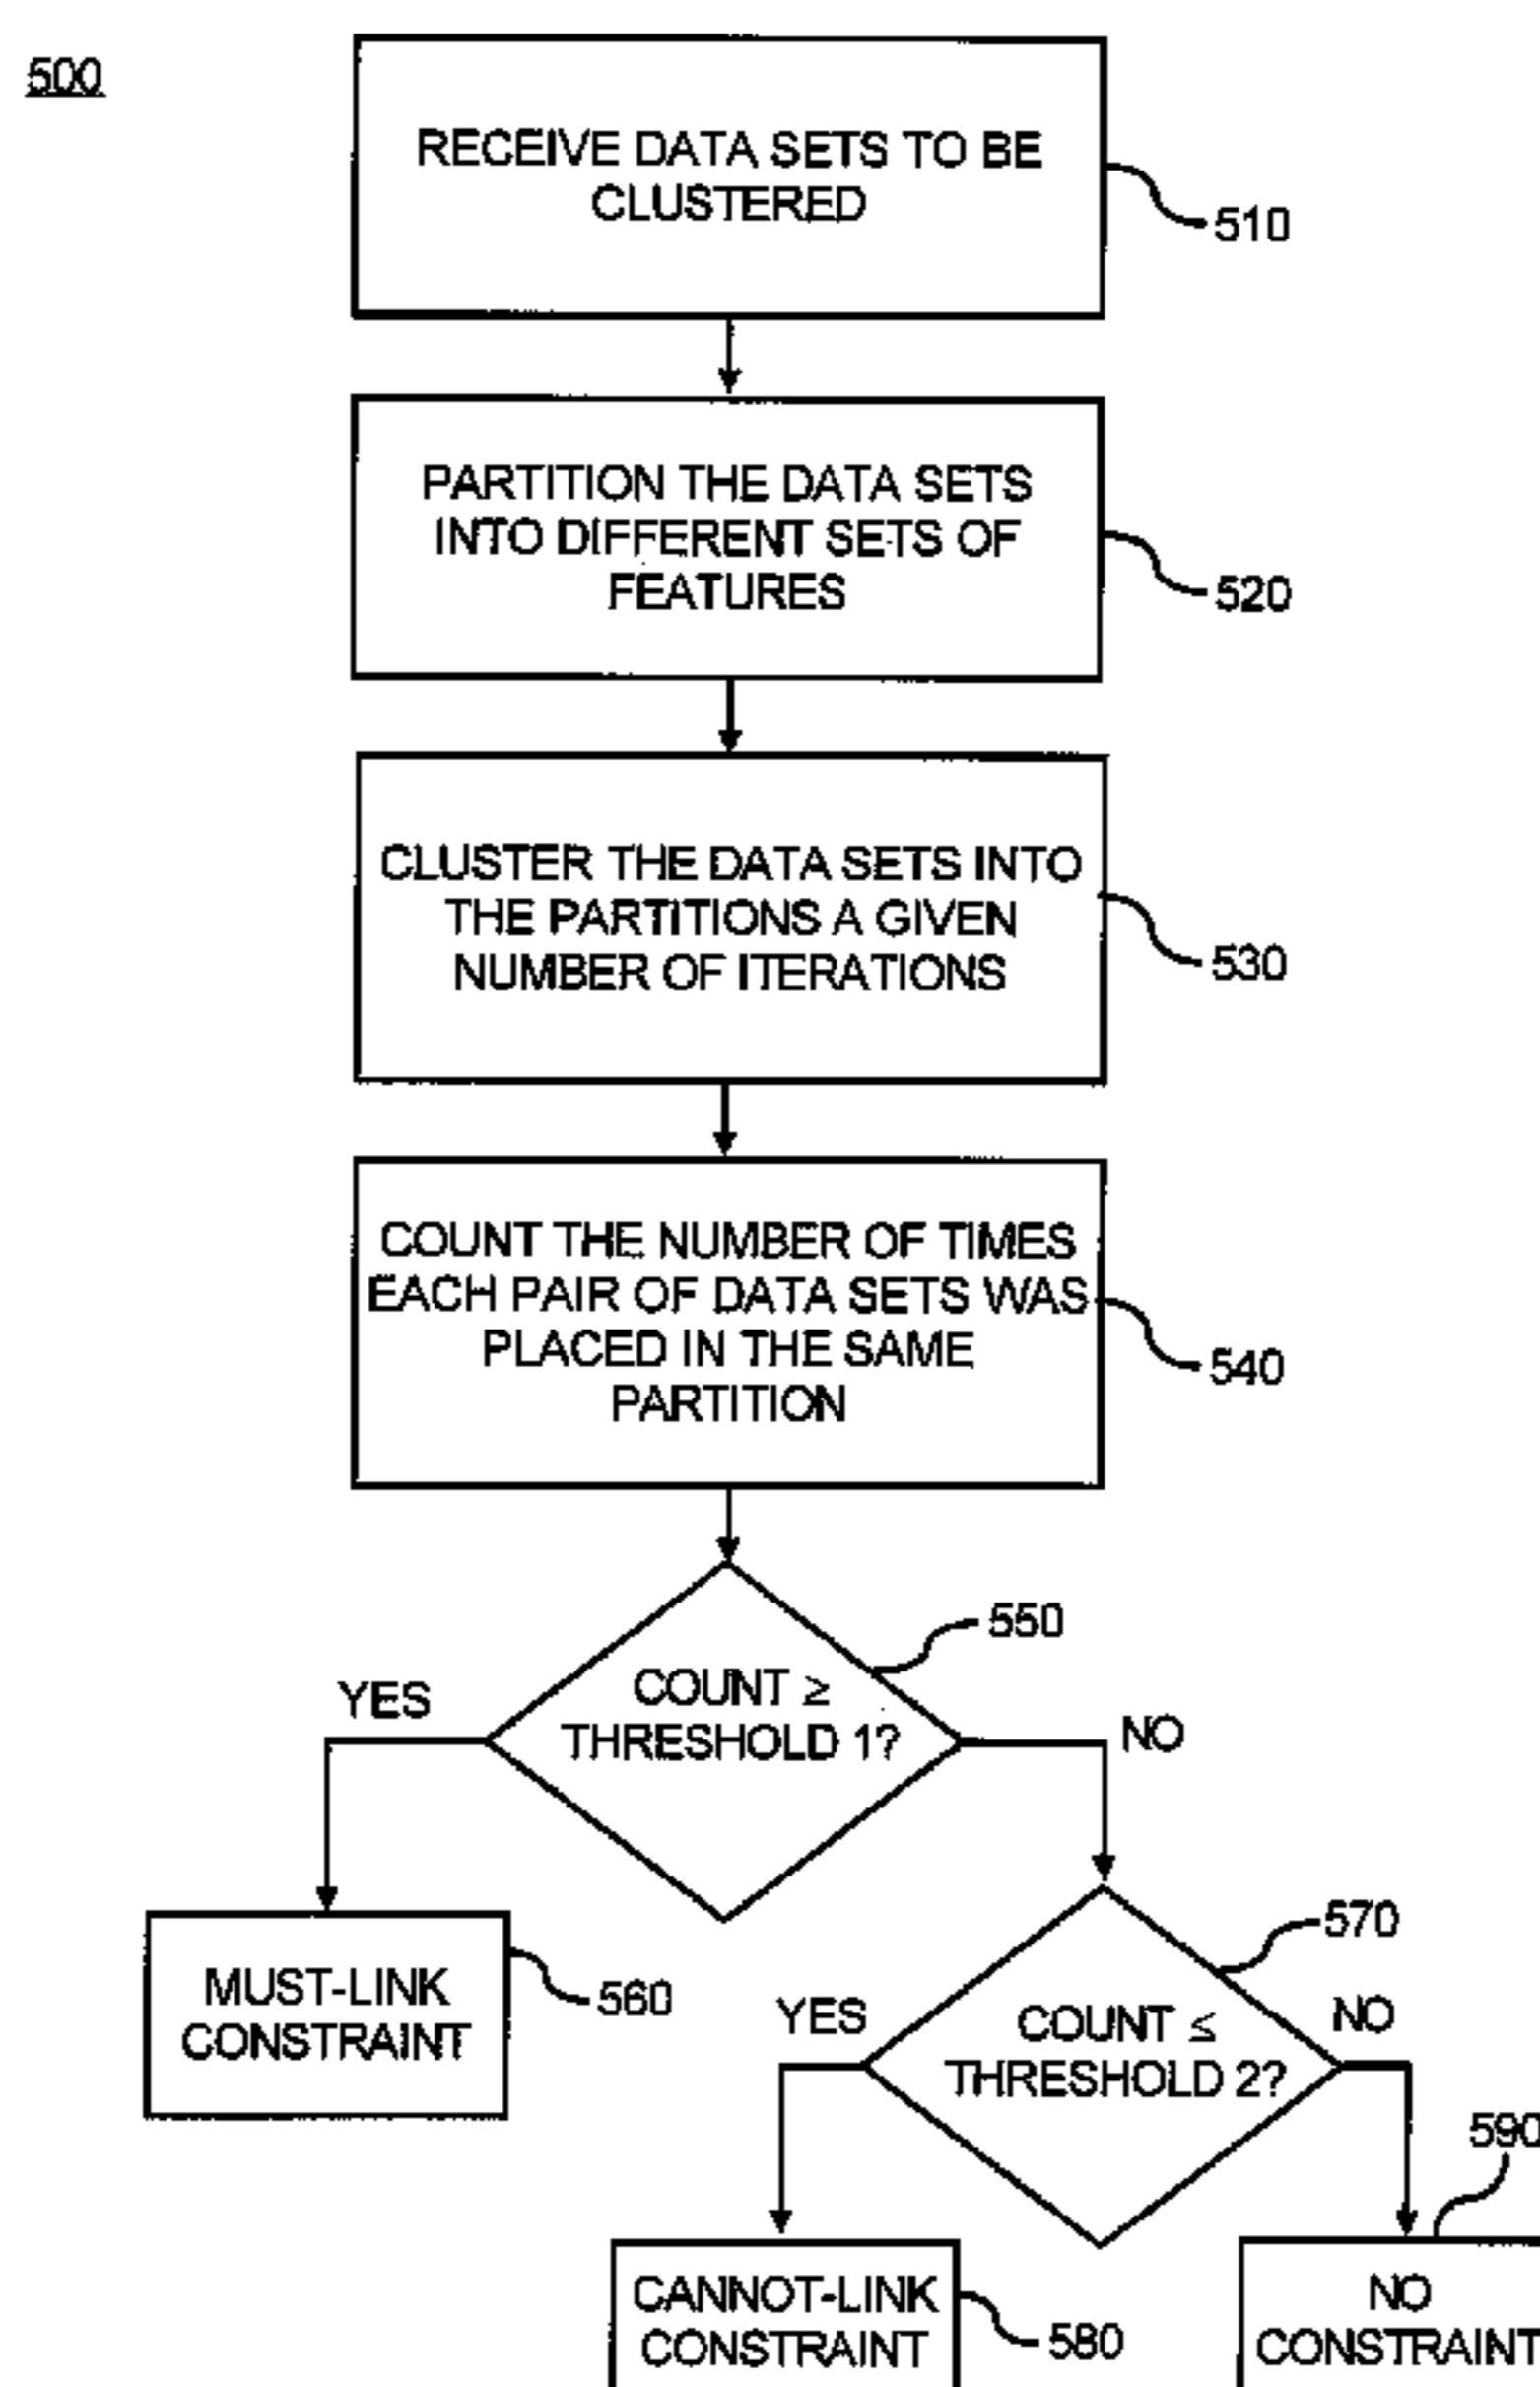 500
RECEIVE DATA SETS TO BE
CLUSTERED
510
PARTITION THE DATA SETS
INTO DIFFERENT SETS OF
FEATURES
520
CLUSTER THE DATA SETS INTO
THE PARTITIONS A GIVEN
NUMBER OF ITERATIONS
530
COUNT THE NUMBER OF TIMES
EACH PAIR OF DATA SETS WAS
PLACED IN THE SAME
PARTITION
540
550
COUNT ≥
THRESHOLD 1?
YES
NO
MUST-LINK
CONSTRAINT
560
570
COUNT ≤
THRESHOLD 2?
YES
NO
590
CANNOT-LINK
CONSTRAINT
580
NO
CONSTRAINT